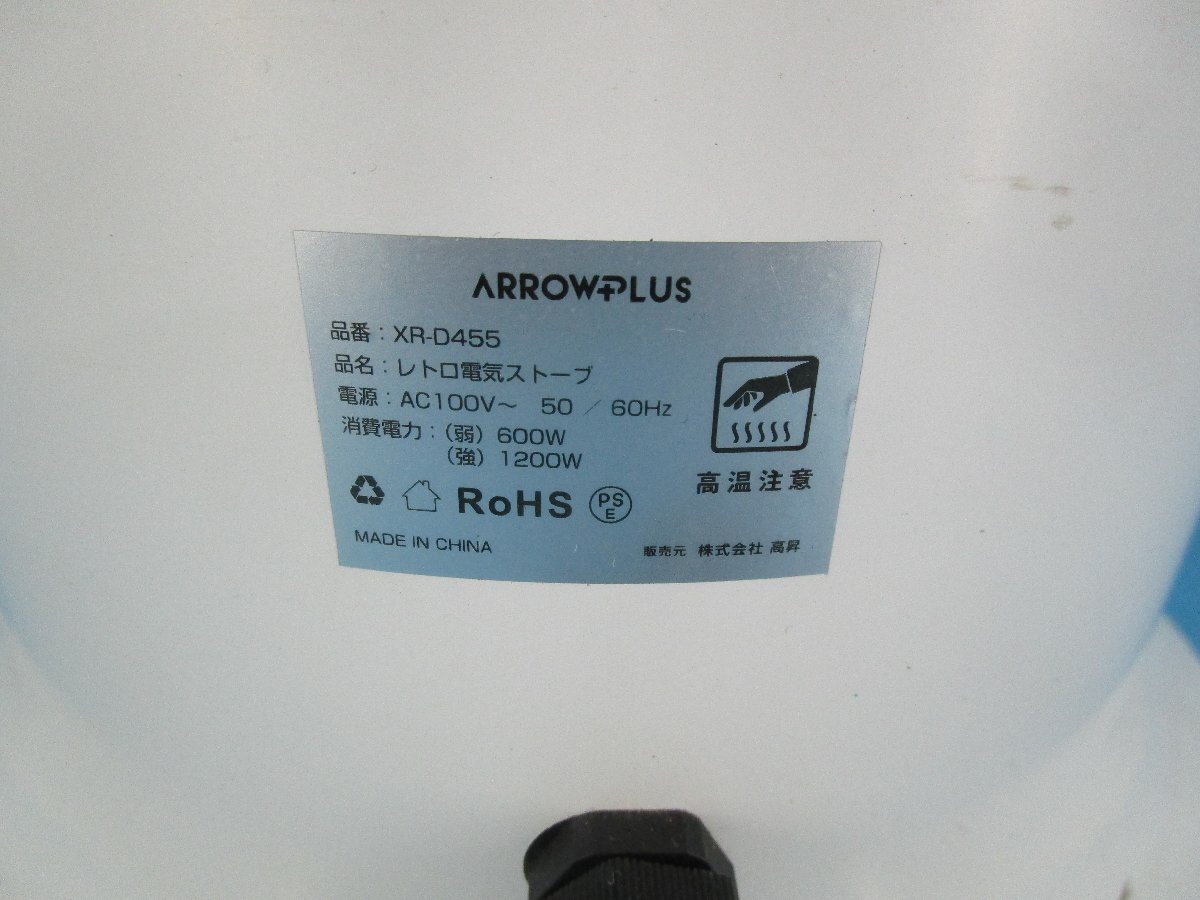 ARROWPLUS
品番：XR-D455
品名：レトロ電気ストーブ
電源：AC100V～ 50 / 60Hz
消費電力：（弱）600W
（強）1200W
高温注意
RoHS PSE
MADE IN CHINA
販売元 株式会社 高昇